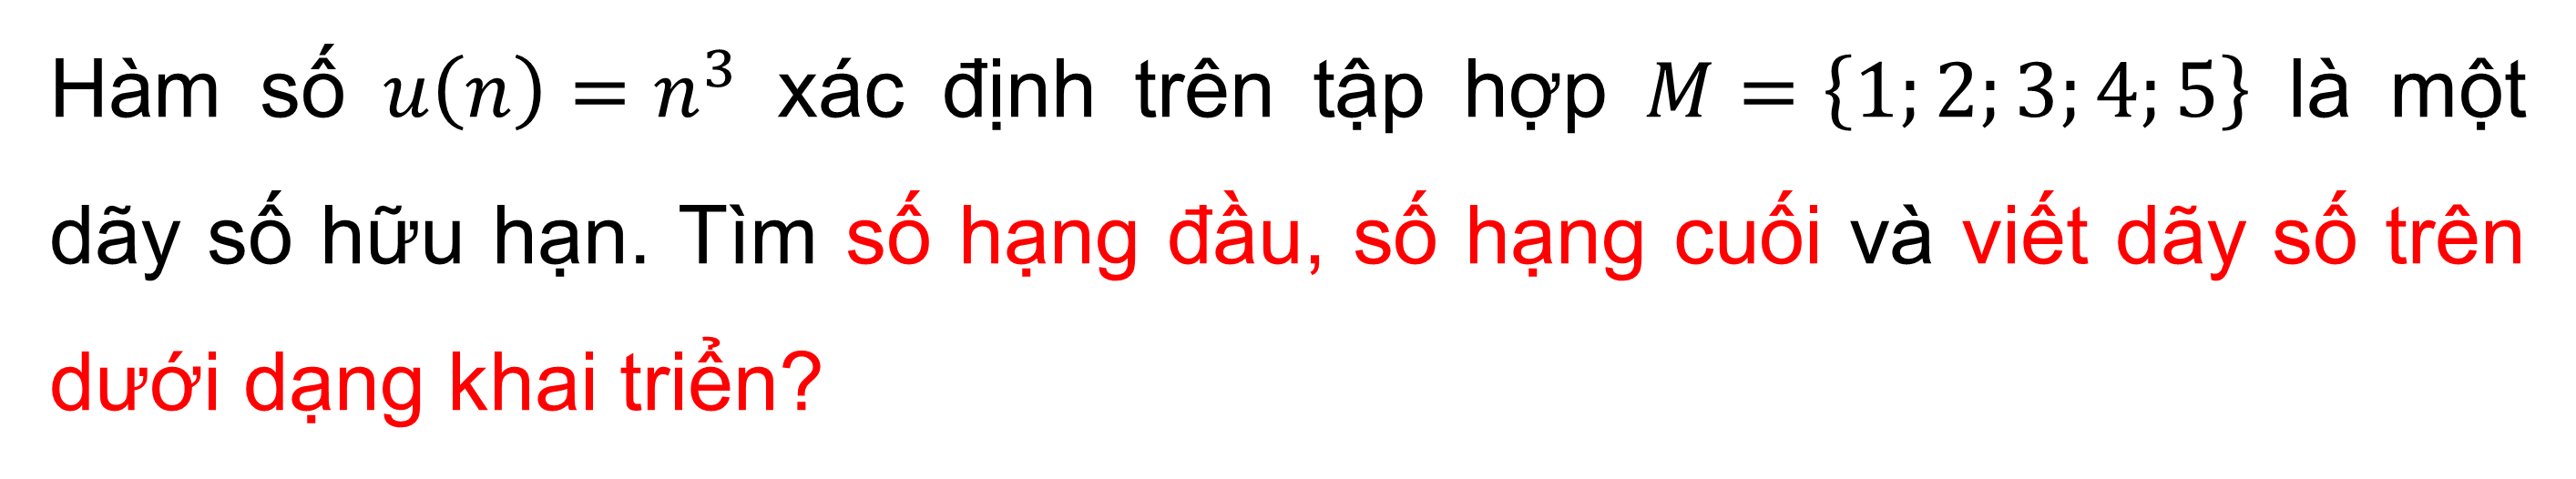 Hàm số u(n) = n³ xác định trên tập hợp M = {1; 2; 3; 4; 5} là một
dãy số hữu hạn. Tìm số hạng đầu, số hạng cuối và viết dãy số trên
dưới dạng khai triển?